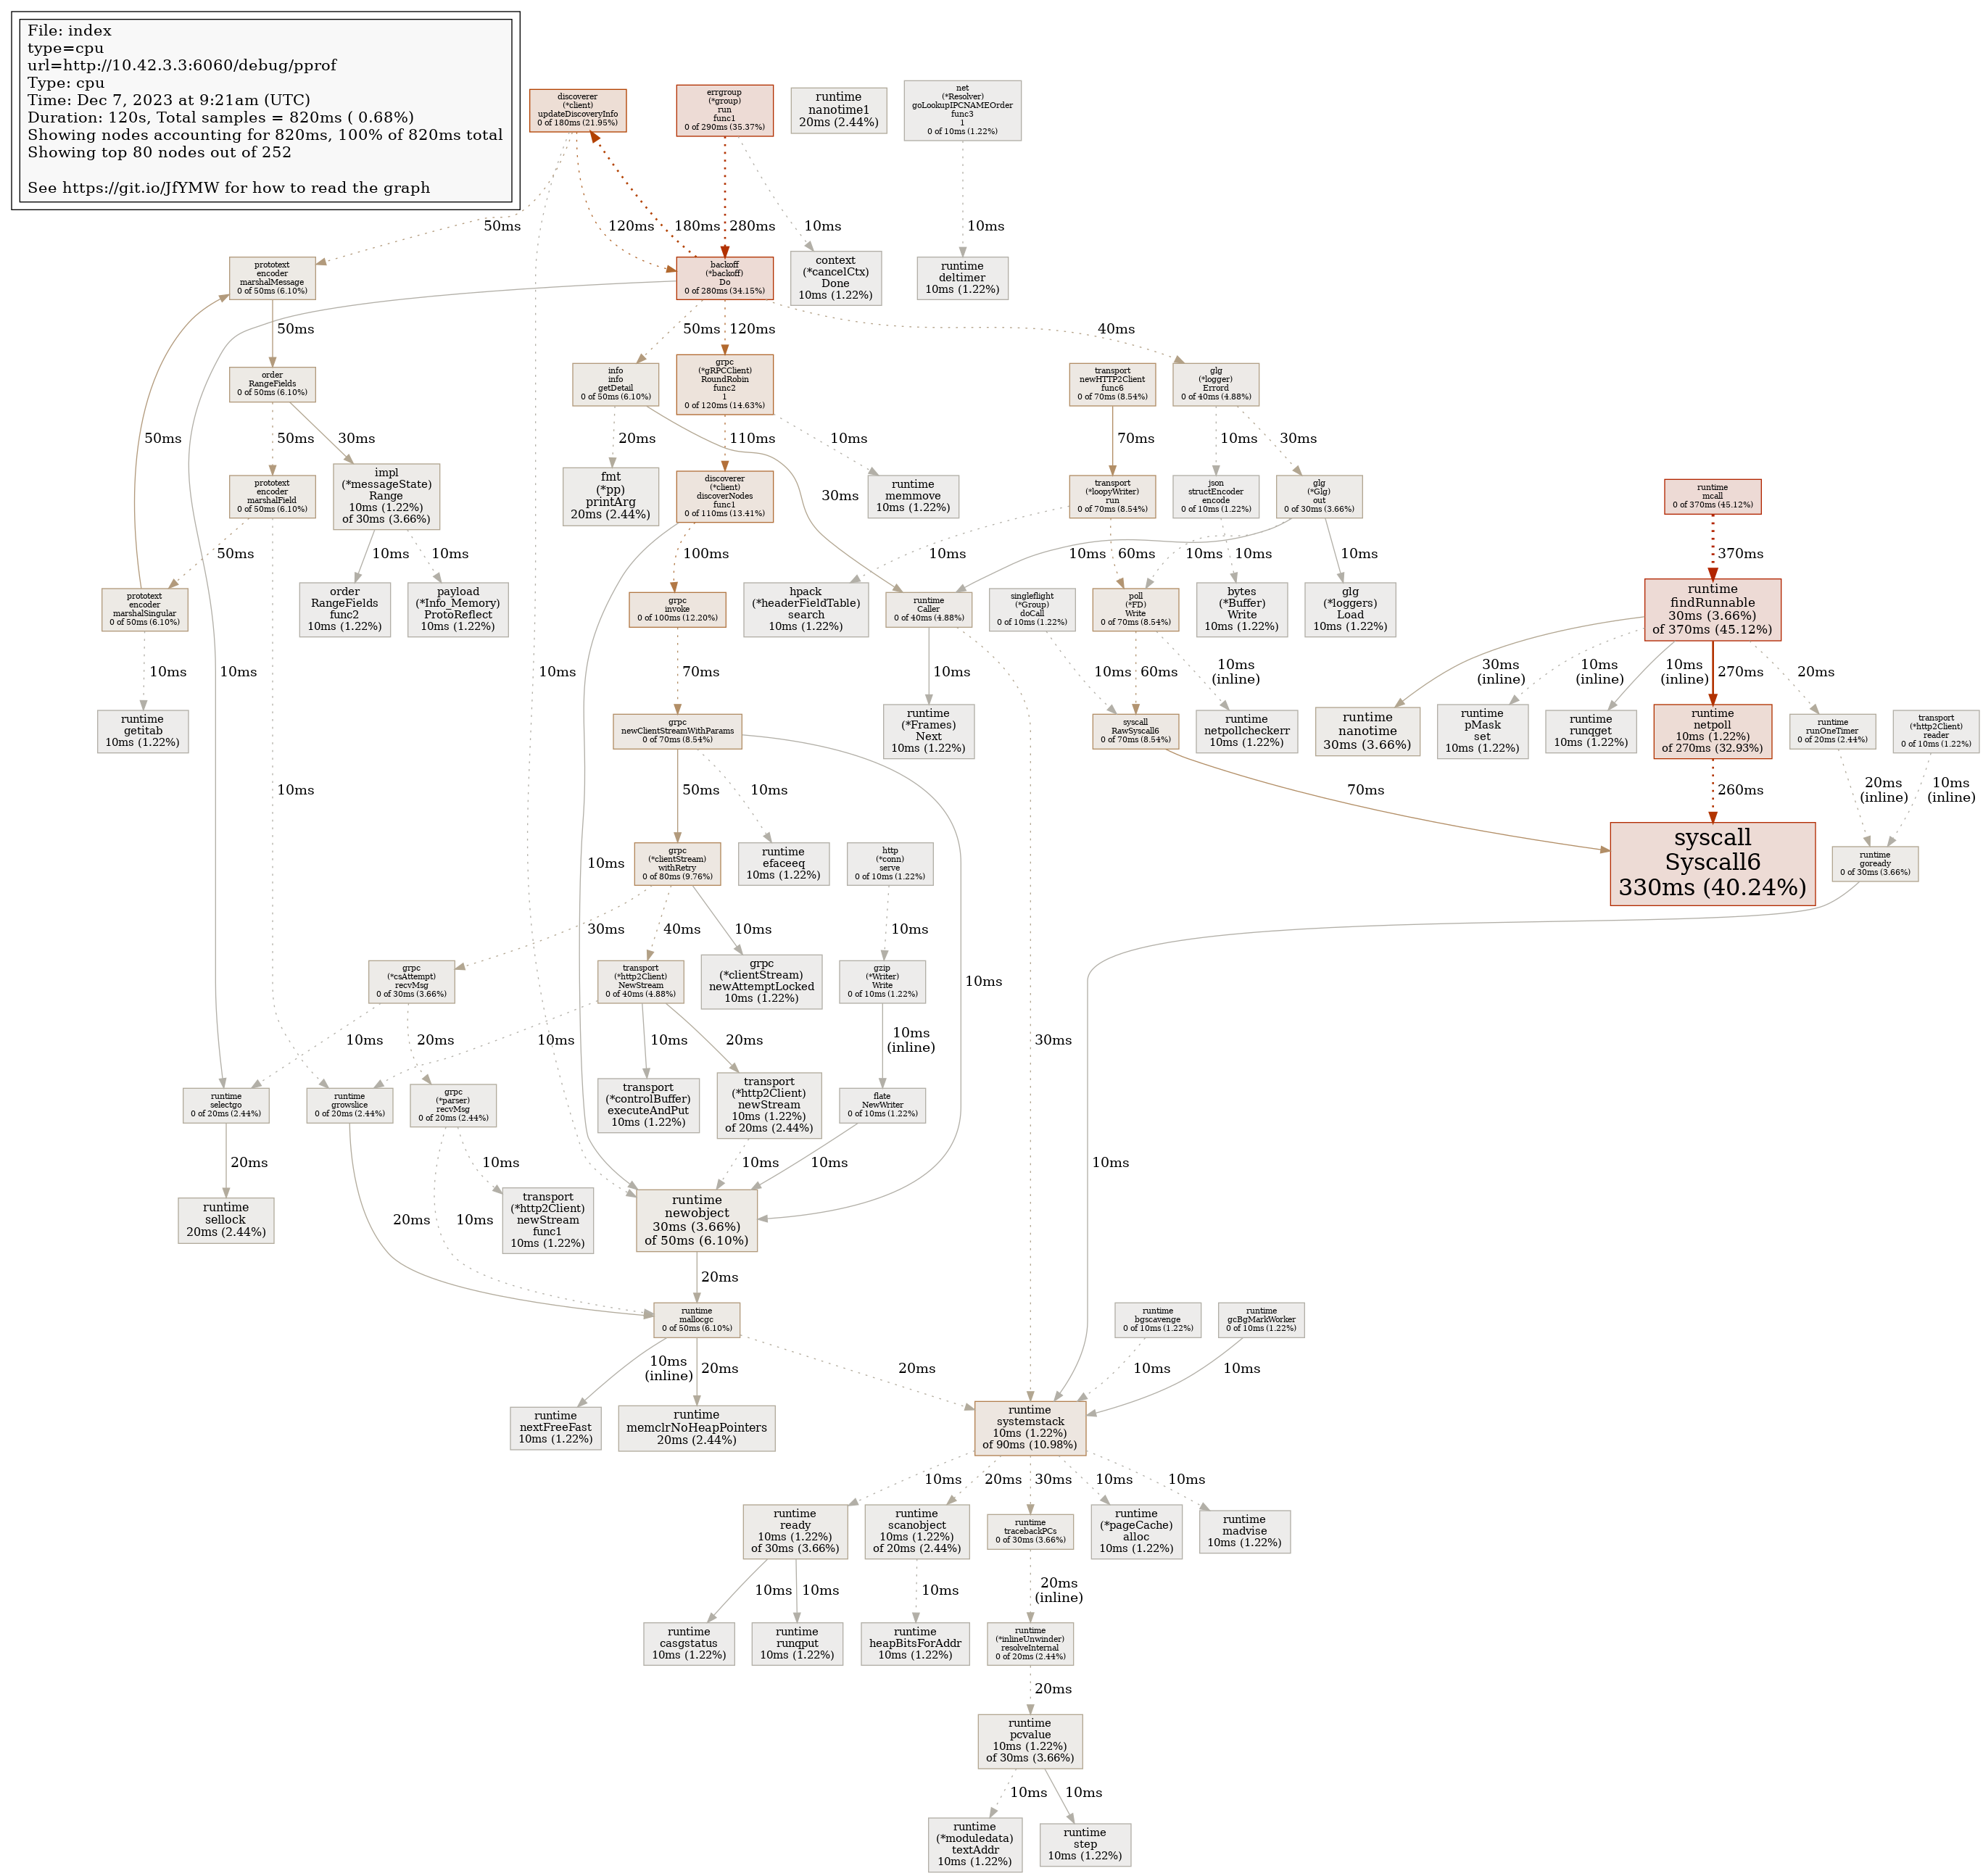 File: index
type=cpu
url=http://10.42.3.3:6060/debug/pprof
Type: cpu
Time: Dec 7, 2023 at 9:21am (UTC)
Duration: 120s, Total samples = 820ms ( 0.68%)
Showing nodes accounting for 820ms, 100% of 820ms total
Showing top 80 nodes out of 252
See https://git.io/JfYMW for how to read the graph
discoverer
(*client)
updateDiscoveryInfo
0 of 180ms (21.95%)
errgroup
(*group)
run
func1
0 of 290ms (35.37%)
runtime
nanotime1
20ms (2.44%)
net
(*Resolver)
goLookupIPCNAMEOrder
func3
1
0 of 10ms (1.22%)
50ms
120ms
180ms
280ms
10ms
10ms
prototext
encoder
marshalMessage
0 of 50ms (6.10%)
backoff
(*backoff)
Do
0 of 280ms (34.15%)
context
(*cancelCtx)
Done
10ms (1.22%)
runtime
deltimer
10ms (1.22%)
50ms
50ms
120ms
40ms
order
RangeFields
0 of 50ms (6.10%)
info
info
getDetail
0 of 50ms (6.10%)
grpc
(*gRPCClient)
RoundRobin
func2
1
0 of 120ms (14.63%)
transport
newHTTP2Client
func6
0 of 70ms (8.54%)
glg
(*logger)
Errord
0 of 40ms (4.88%)
50ms
50ms
30ms
20ms
110ms
10ms
70ms
10ms
30ms
prototext
encoder
marshalField
0 of 50ms (6.10%)
impl
(*messageState)
Range
10ms (1.22%)
of 30ms (3.66%)
fmt
(*pp)
printArg
20ms (2.44%)
30ms
discoverer
(*client)
discoverNodes
func1
0 of 110ms (13.41%)
runtime
memmove
10ms (1.22%)
transport
(*loopyWriter)
run
0 of 70ms (8.54%)
json
structEncoder
encode
0 of 10ms (1.22%)
glg
(*Glg)
out
0 of 30ms (3.66%)
runtime
mcall
0 of 370ms (45.12%)
50ms
10ms
10ms
100ms
10ms
10ms
60ms
10ms
10ms
10ms
370ms
prototext
encoder
marshalSingular
0 of 50ms (6.10%)
order
RangeFields
func2
10ms (1.22%)
payload
(*Info_Memory)
ProtoReflect
10ms (1.22%)
grpc
invoke
0 of 100ms (12.20%)
hpack
(*headerFieldTable)
search
10ms (1.22%)
runtime
Caller
0 of 40ms (4.88%)
singleflight
(*Group)
doCall
0 of 10ms (1.22%)
poll
(*FD)
Write
0 of 70ms (8.54%)
bytes
(*Buffer)
Write
10ms (1.22%)
glg
(*loggers)
Load
10ms (1.22%)
runtime
findRunnable
30ms (3.66%)
of 370ms (45.12%)
10ms
10ms
10ms
70ms
10ms
10ms
60ms
10ms
(inline)
30ms
(inline)
10ms
(inline)
10ms
(inline)
270ms
20ms
runtime
getitab
10ms (1.22%)
grpc
newClientStreamWithParams
0 of 70ms (8.54%)
runtime
(*Frames)
Next
10ms (1.22%)
syscall
RawSyscall6
0 of 70ms (8.54%)
runtime
netpollcheckerr
10ms (1.22%)
runtime
nanotime
30ms (3.66%)
runtime
pMask
set
10ms (1.22%)
runtime
runqget
10ms (1.22%)
runtime
netpoll
10ms (1.22%)
of 270ms (32.93%)
runtime
runOneTimer
0 of 20ms (2.44%)
transport
(*http2Client)
reader
0 of 10ms (1.22%)
10ms
50ms
10ms
70ms
260ms
20ms
(inline)
10ms
(inline)
10ms
grpc
(*clientStream)
withRetry
0 of 80ms (9.76%)
runtime
efaceeq
10ms (1.22%)
http
(*conn)
serve
0 of 10ms (1.22%)
syscall
Syscall6
330ms (40.24%)
runtime
goready
0 of 30ms (3.66%)
30ms
40ms
10ms
10ms
10ms
grpc
(*csAttempt)
recvMsg
0 of 30ms (3.66%)
transport
(*http2Client)
NewStream
0 of 40ms (4.88%)
grpc
(*clientStream)
newAttemptLocked
10ms (1.22%)
gzip
(*Writer)
Write
0 of 10ms (1.22%)
10ms
20ms
10ms
10ms
20ms
10ms
(inline)
30ms
runtime
selectgo
0 of 20ms (2.44%)
runtime
growslice
0 of 20ms (2.44%)
grpc
(*parser)
recvMsg
0 of 20ms (2.44%)
transport
(*controlBuffer)
executeAndPut
10ms (1.22%)
transport
(*http2Client)
newStream
10ms (1.22%)
of 20ms (2.44%)
flate
NewWriter
0 of 10ms (1.22%)
20ms
10ms
10ms
10ms
10ms
runtime
sellock
20ms (2.44%)
20ms
10ms
transport
(*http2Client)
newStream
func1
10ms (1.22%)
runtime
newobject
30ms (3.66%)
of 50ms (6.10%)
20ms
runtime
mallocgc
0 of 50ms (6.10%)
runtime
bgscavenge
0 of 10ms (1.22%)
runtime
gcBgMarkWorker
0 of 10ms (1.22%)
10ms
(inline)
20ms
20ms
10ms
10ms
runtime
nextFreeFast
10ms (1.22%)
runtime
memclrNoHeapPointers
20ms (2.44%)
runtime
systemstack
10ms (1.22%)
of 90ms (10.98%)
10ms
20ms
30ms
10ms
10ms
runtime
ready
10ms (1.22%)
of 30ms (3.66%)
runtime
scanobject
10ms (1.22%)
of 20ms (2.44%)
runtime
tracebackPCs
0 of 30ms (3.66%)
runtime
(*pageCache)
alloc
10ms (1.22%)
runtime
madvise
10ms (1.22%)
10ms
10ms
10ms
20ms
(inline)
runtime
casgstatus
10ms (1.22%)
runtime
runqput
10ms (1.22%)
runtime
heapBitsForAddr
10ms (1.22%)
runtime
(*inlineUnwinder)
resolveInternal
0 of 20ms (2.44%)
20ms
runtime
pcvalue
10ms (1.22%)
of 30ms (3.66%)
10ms
10ms
runtime
(*moduledata)
textAddr
10ms (1.22%)
runtime
step
10ms (1.22%)